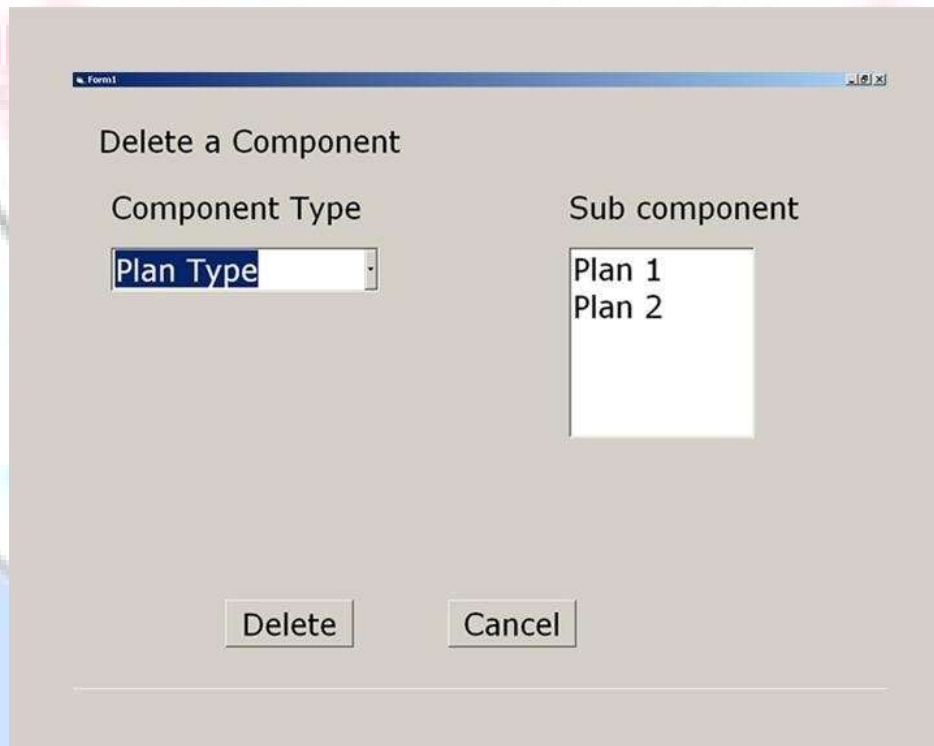 Form1
Delete a Component
Component Type
Sub component
Plan Type
Plan 1
Plan 2
Delete
Cancel